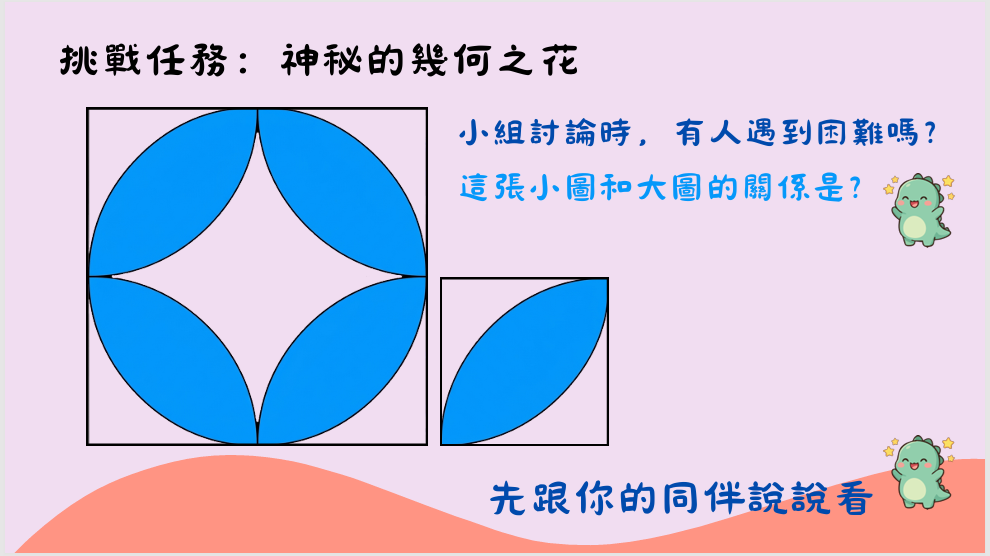 挑戰任務：神秘的幾何之花
小組討論時，有人遇到困難嗎？
這張小圖和大圖的關係是？
先跟你的同伴說說看